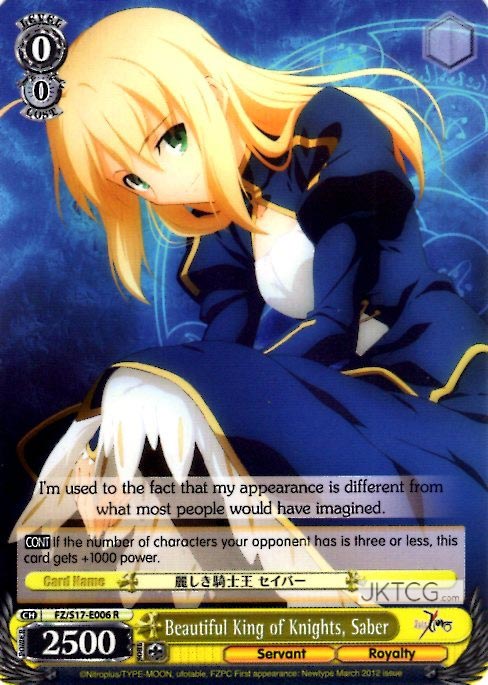 LEVEL
0
0
COST
I'm used to the fact that my appearance is different from
what most people would have imagined.
CONT If the number of characters your opponent has is three or less, this
card gets +1000 power.
Card Name 麗しき騎士王 セイバー
JKTCG.com
CH FZ/S17-E006 R
POWER 2500 SOUL
Beautiful King of Knights, Saber
Servant Royalty
©Nitroplus/TYPE-MOON, ufotable, FZPC First appearance: Newtype March 2012 issue